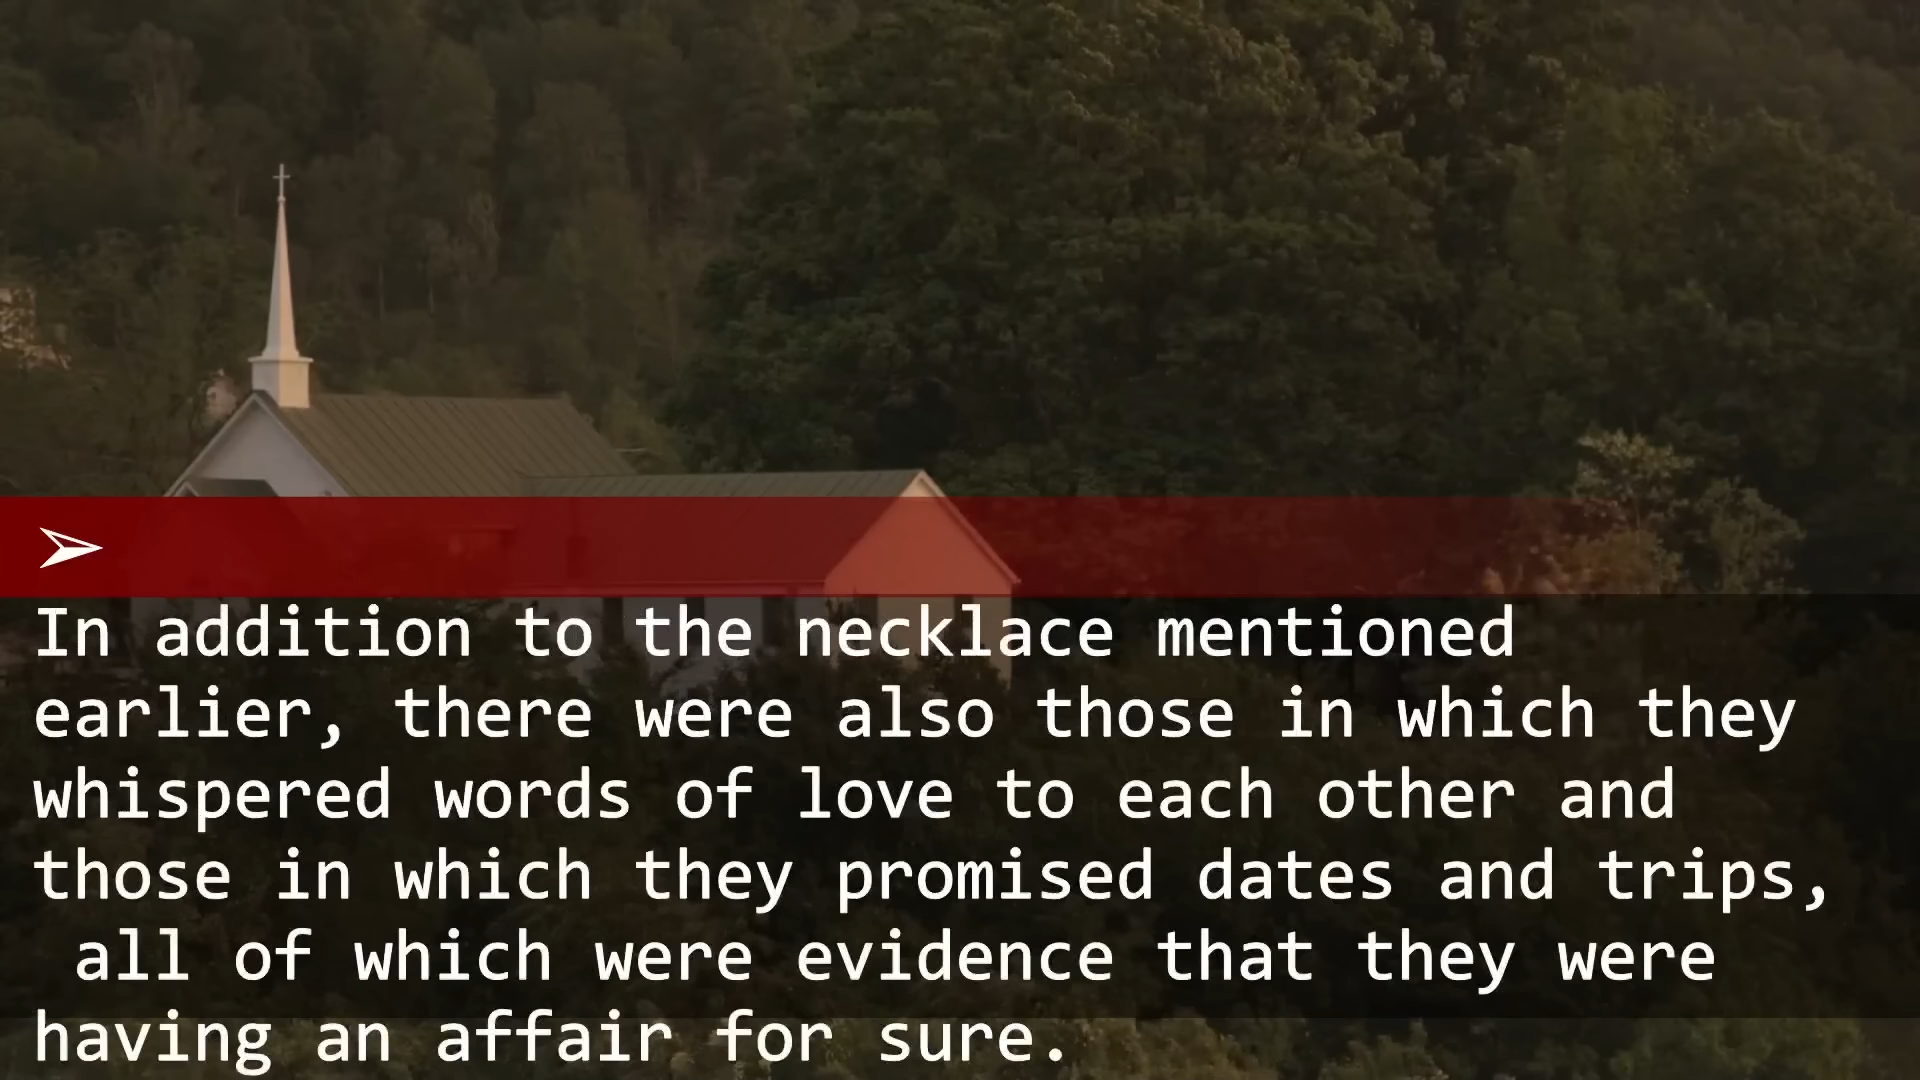 In addition to the necklace mentioned
earlier, there were also those in which they
whispered words of love to each other and
those in which they promised dates and trips,
all of which were evidence that they were
having an affair for sure.